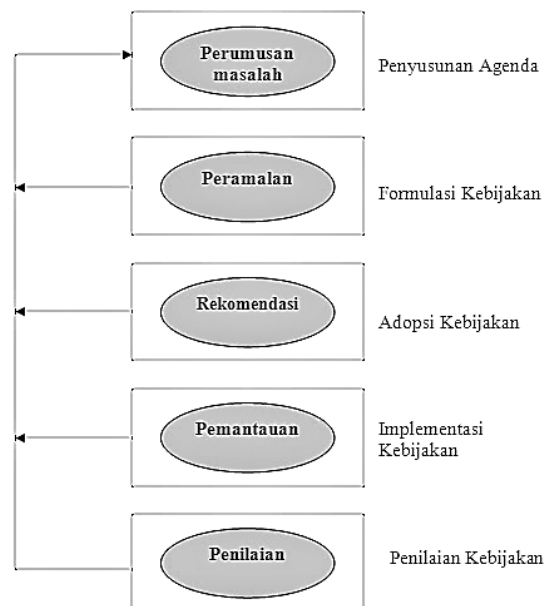 Perumusan
masalah
Penyusunan Agenda
Peramalan
Formulasi Kebijakan
Rekomendasi
Adopsi Kebijakan
Pemantauan
Implementasi
Kebijakan
Penilaian
Penilaian Kebijakan